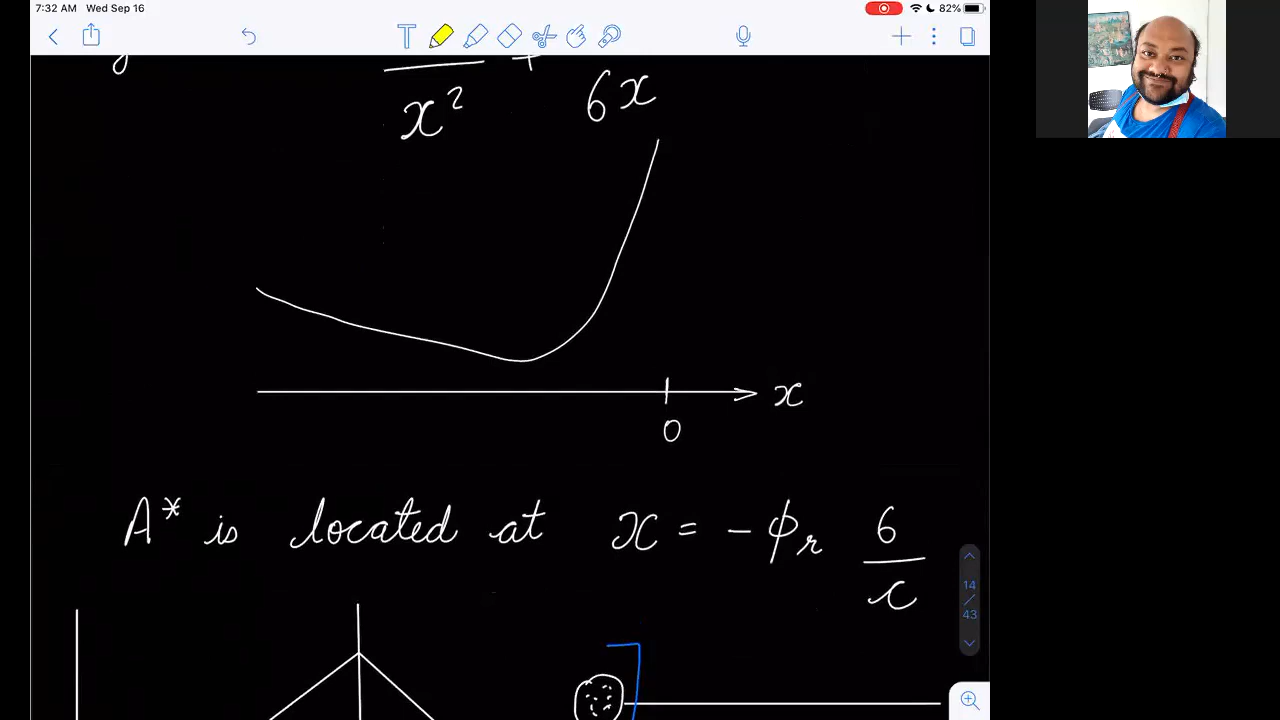 7:32 AM Wed Sep 16
82%
x²
6x
x
0
A* is located at x = - φr 6/c
14
/
43